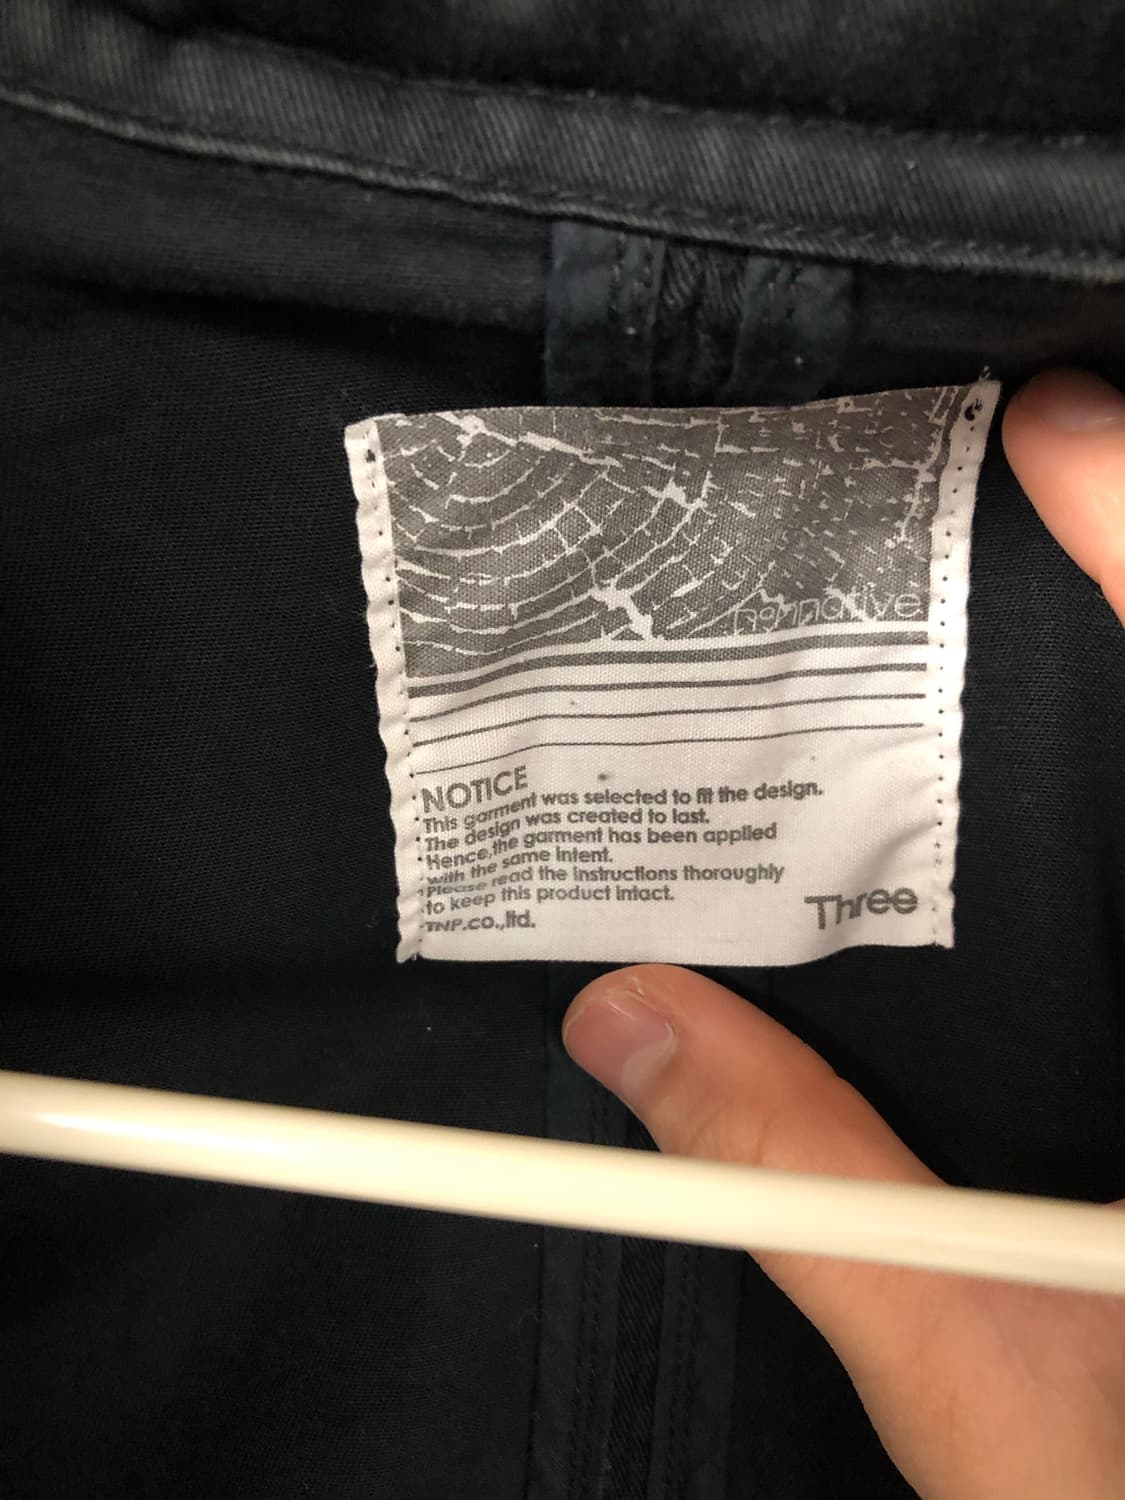 nonnative
NOTICE
This garment was selected to fit the design.
The design was created to last.
Hence,the garment has been applied
with the same intent.
Please read the instructions thoroughly
to keep this product intact.
TNP.co.,ltd.
Three